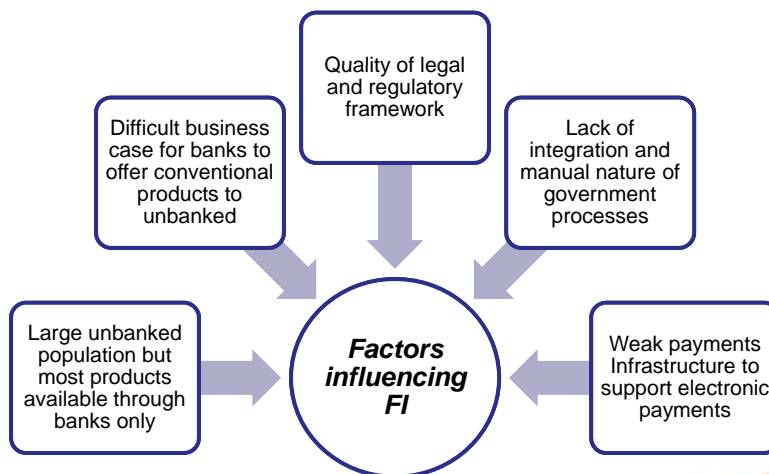 Quality of legal
and regulatory
framework
Difficult business
case for banks to
offer conventional
products to
unbanked
Lack of
integration and
manual nature of
government
processes
Large unbanked
population but
most products
available through
banks only
Factors
influencing
FI
Weak payments
Infrastructure to
support electronic
payments